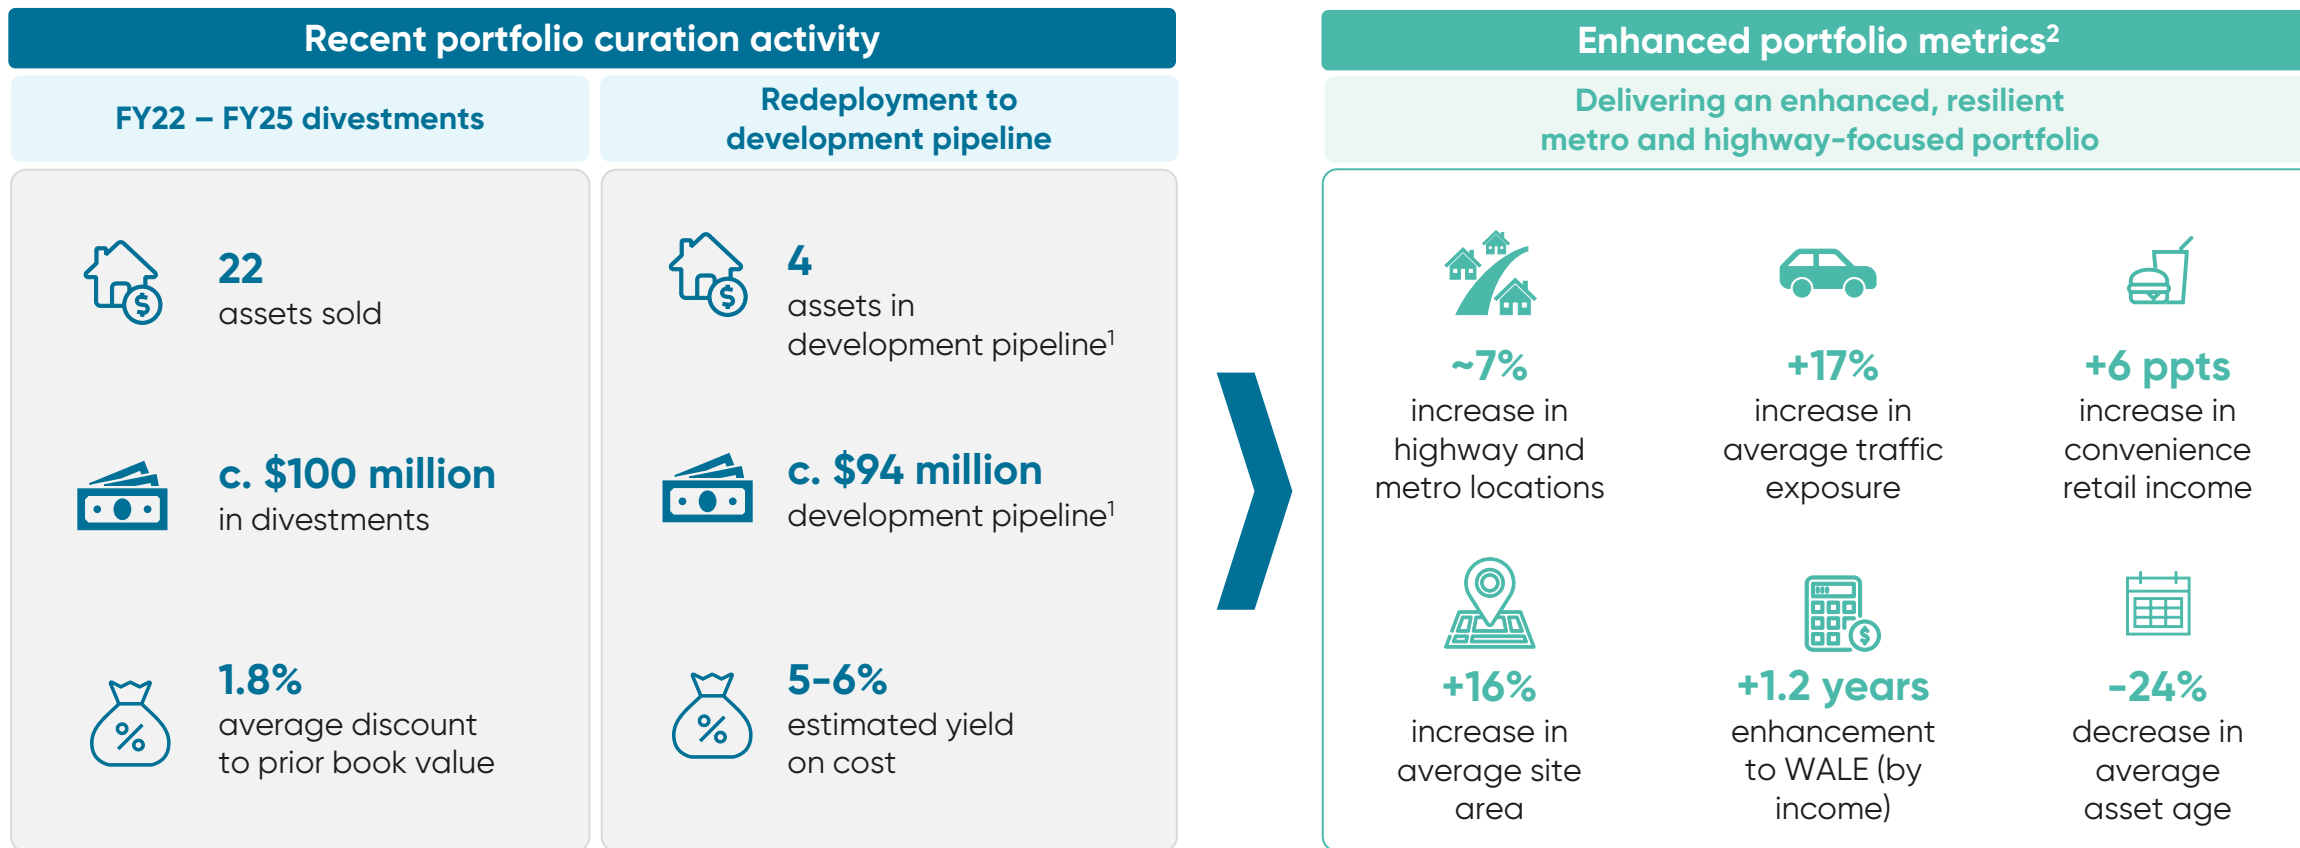 Recent portfolio curation activity
FY22 – FY25 divestments
22
assets sold
c. $100 million
in divestments
1.8%
average discount
to prior book value
Redeployment to
development pipeline
4
assets in
development pipeline¹
c. $94 million
development pipeline¹
5-6%
estimated yield
on cost
Enhanced portfolio metrics²
Delivering an enhanced, resilient
metro and highway-focused portfolio
~7%
increase in
highway and
metro locations
+17%
increase in
average traffic
exposure
+6 ppts
increase in
convenience
retail income
+16%
increase in
average site
area
+1.2 years
enhancement
to WALE (by
income)
-24%
decrease in
average
asset age